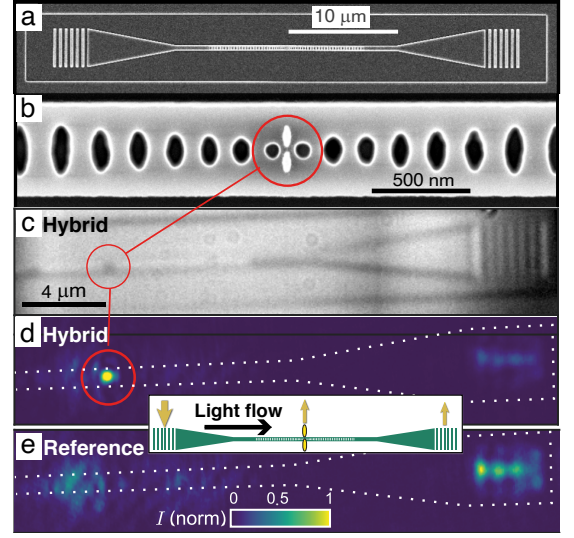 a
10 μm
b
500 nm
c Hybrid
4 μm
d Hybrid
Light flow
e Reference
0 0,5 1
I (norm)